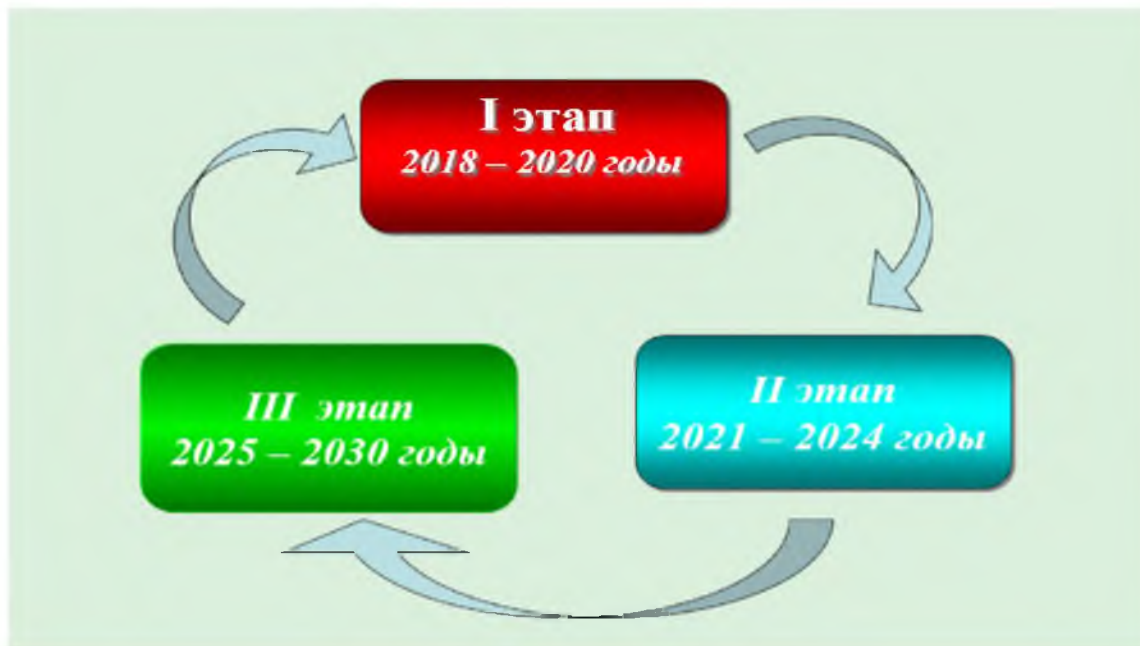 I этап
2018 – 2020 годы
II этап
2021 – 2024 годы
III этап
2025 – 2030 годы